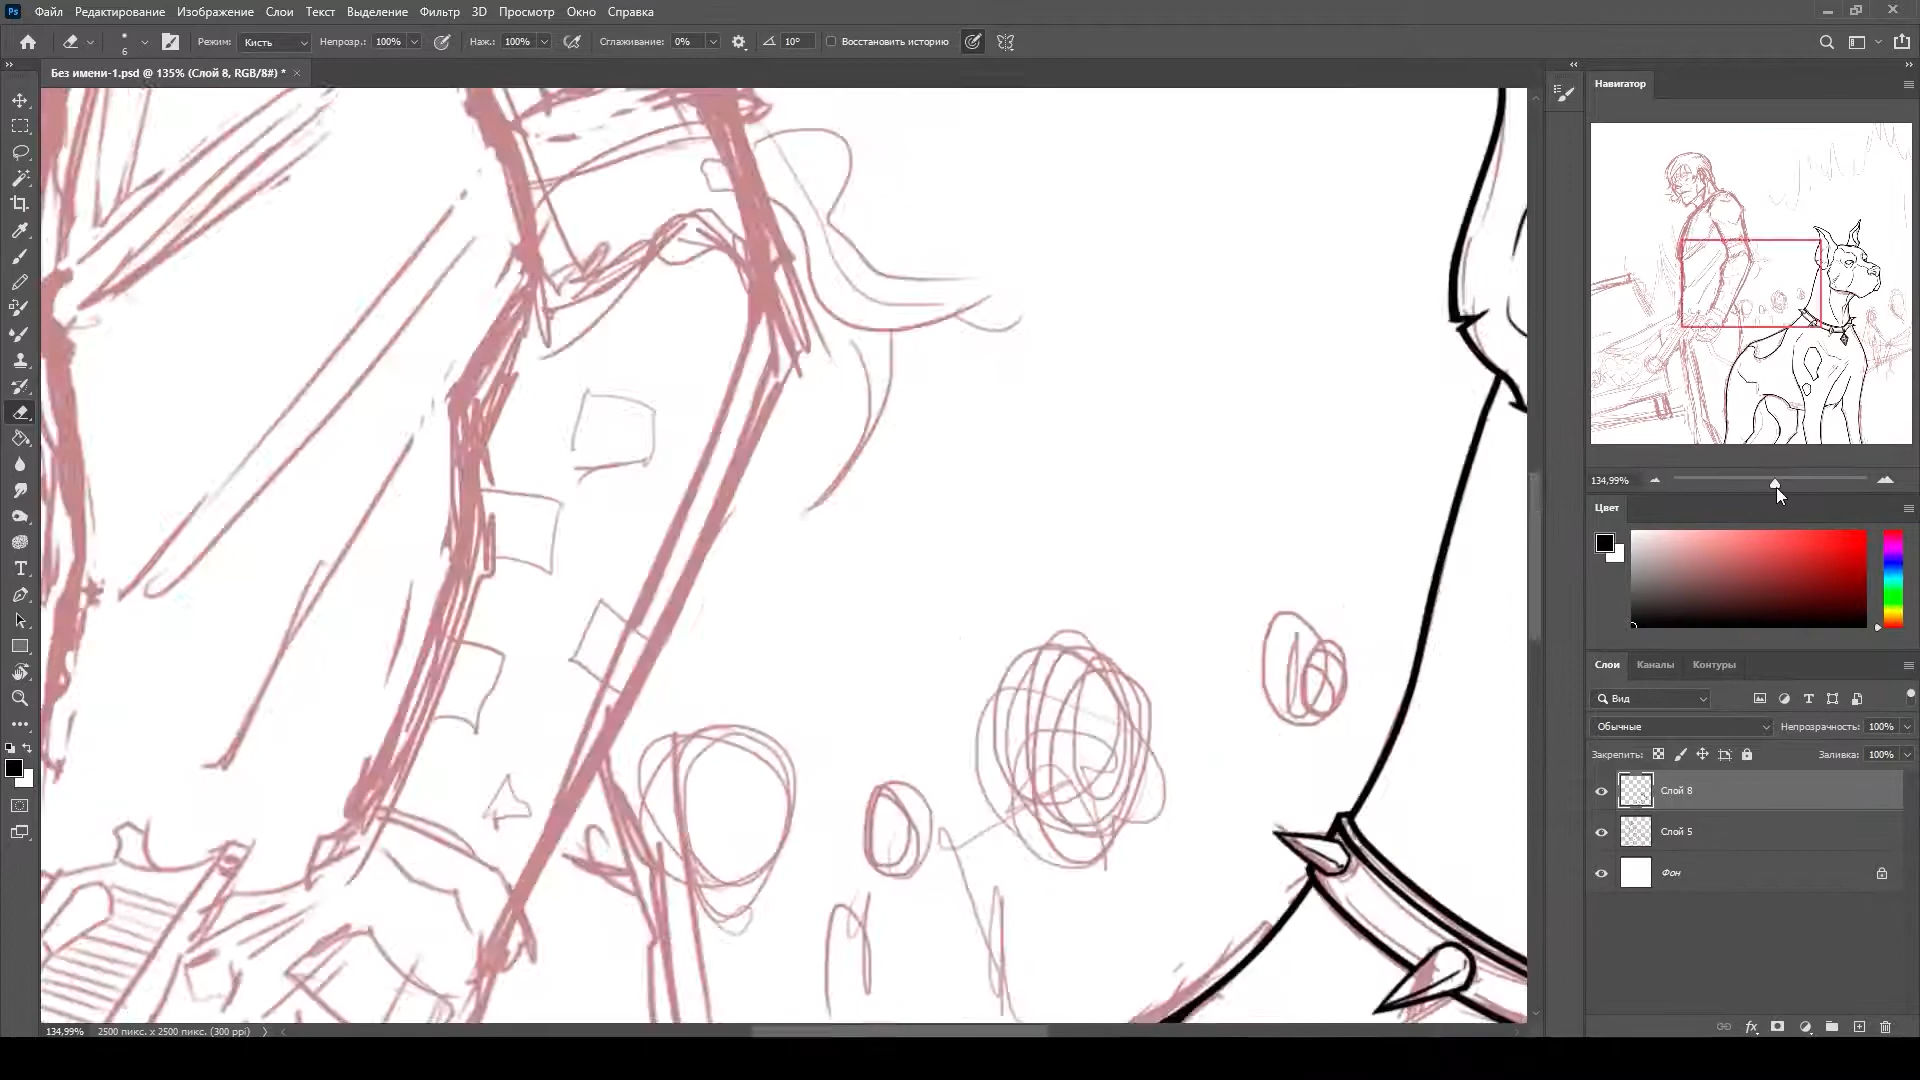 Ps Файл Редактирование Изображение Слои Текст Выделение Фильтр 3D Просмотр Окно Справка
6 Режим: Кисть Непрозр.: 100% Наж.: 100% Сглаживание: 0% 10° Восстановить историю
Без имени-1.psd @ 135% (Слой 8, RGB/8#) *
Навигатор
134,99%
Цвет
Слои Каналы Контуры
Вид
Обычные Непрозрачность: 100%
Закрепить: Заливка: 100%
Слой 8
Слой 5
Фон
134,99% 2500 пикс. x 2500 пикс. (300 ppi)